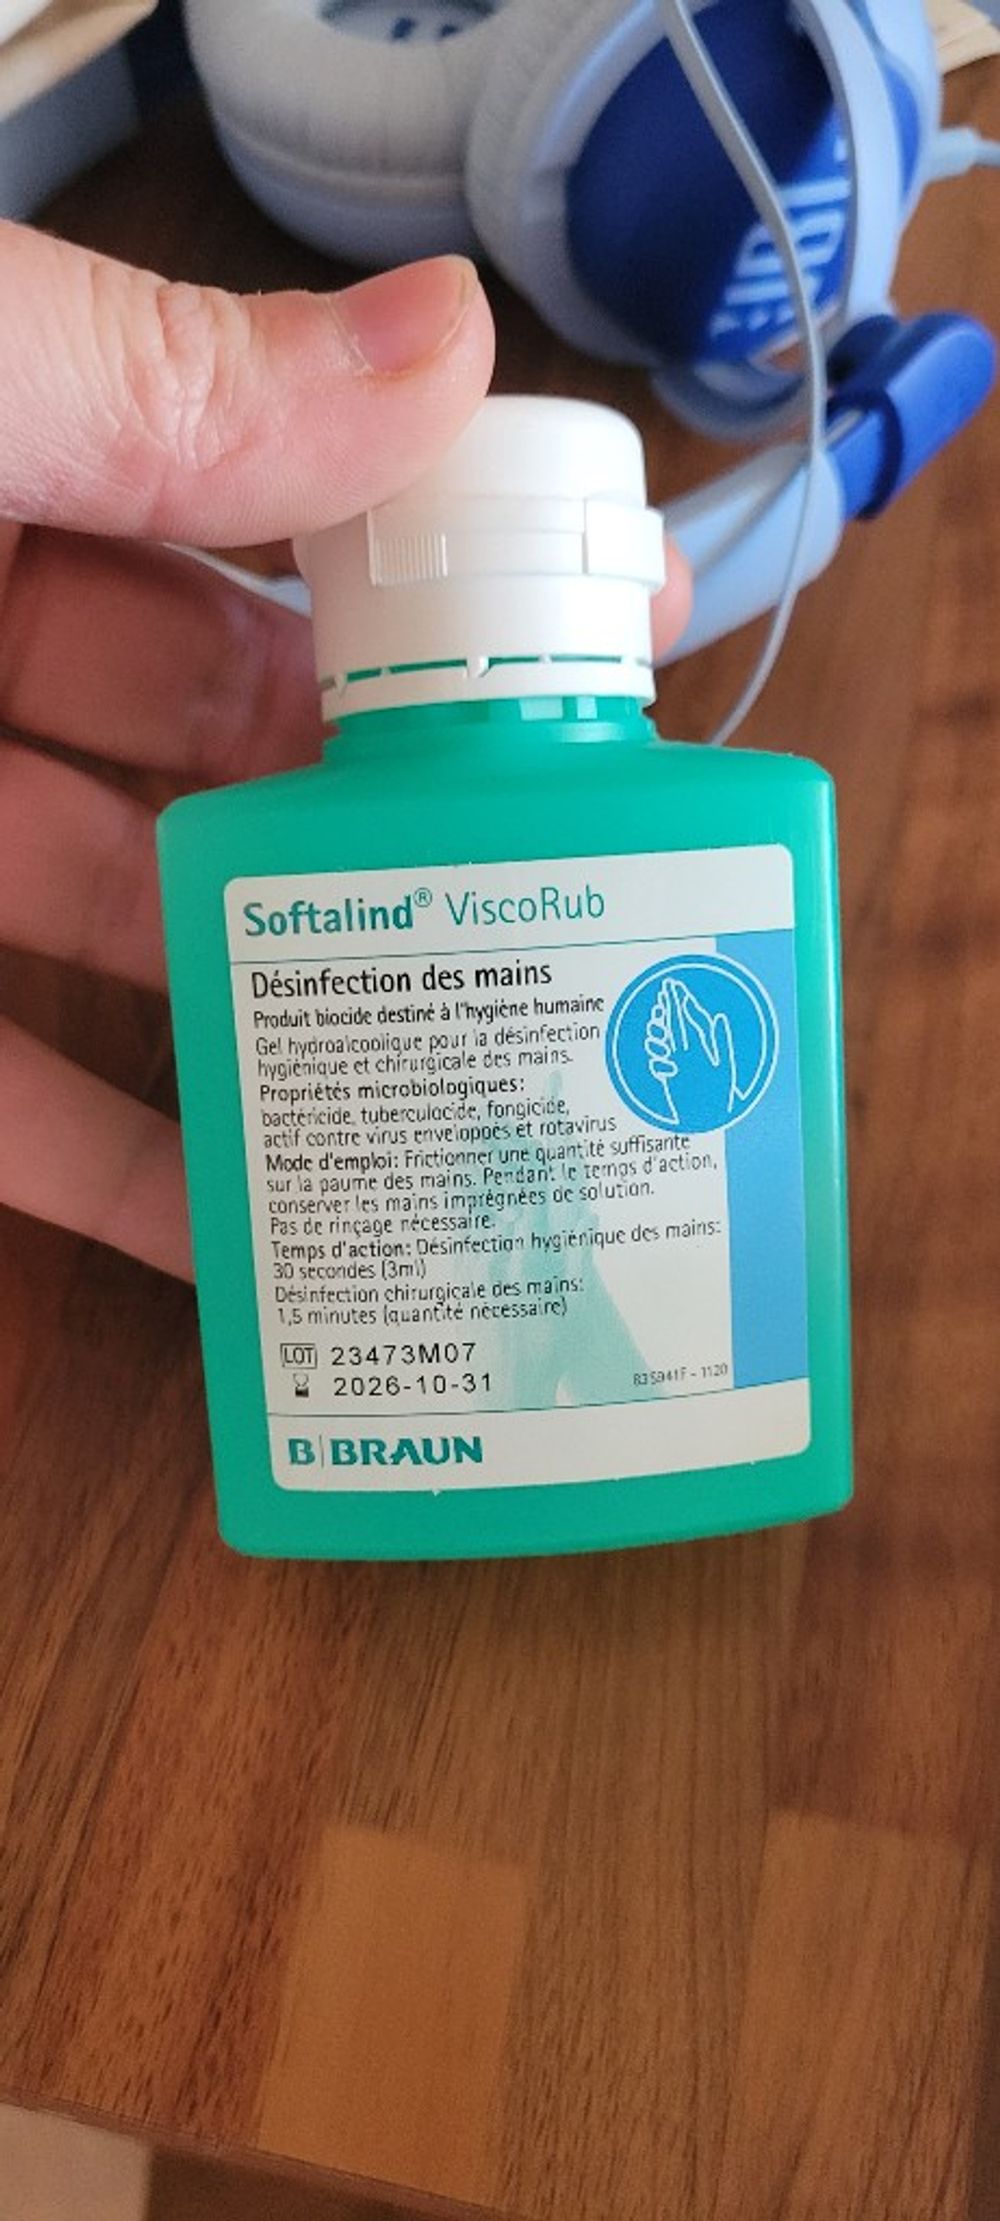 JBL
Softalind® ViscoRub
Désinfection des mains
Produit biocide destiné à l'hygiène humaine
Gel hydroalcoolique pour la désinfection
hygiénique et chirurgicale des mains.
Propriétés microbiologiques:
bactéricide, tuberculocide, fongicide,
actif contre virus enveloppés et rotavirus
Mode d'emploi: Frictionner une quantité suffisante
sur la paume des mains. Pendant le temps d'action,
conserver les mains imprégnées de solution.
Pas de rinçage nécessaire.
Temps d'action: Désinfection hygiénique des mains:
30 secondes (3ml)
Désinfection chirurgicale des mains:
1,5 minutes (quantité nécessaire)
LOT 23473M07
2026-10-31
B|BRAUN